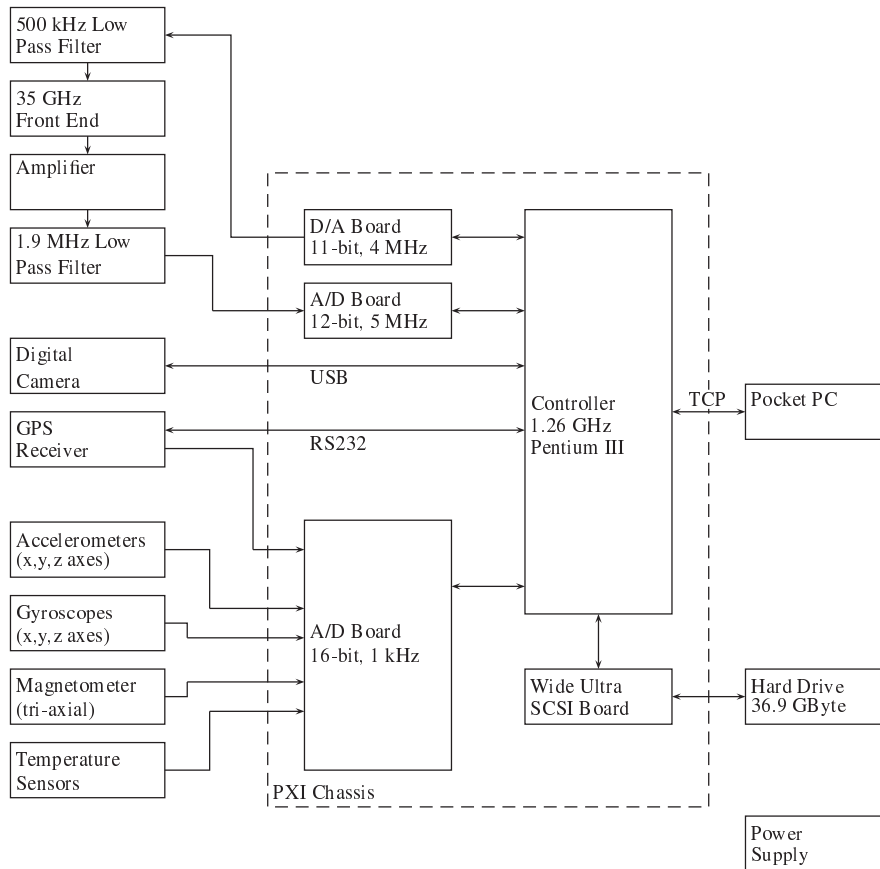 500 kHz Low
Pass Filter
35 GHz
Front End
Amplifier
1.9 MHz Low
Pass Filter
D/A Board
11-bit, 4 MHz
A/D Board
12-bit, 5 MHz
Digital
Camera
USB
GPS
Receiver
RS232
Controller
1.26 GHz
Pentium III
TCP
Pocket PC
Accelerometers
(x,y,z axes)
Gyroscopes
(x,y,z axes)
Magnetometer
(tri-axial)
Temperature
Sensors
A/D Board
16-bit, 1 kHz
Wide Ultra
SCSI Board
Hard Drive
36.9 GByte
PXI Chassis
Power
Supply